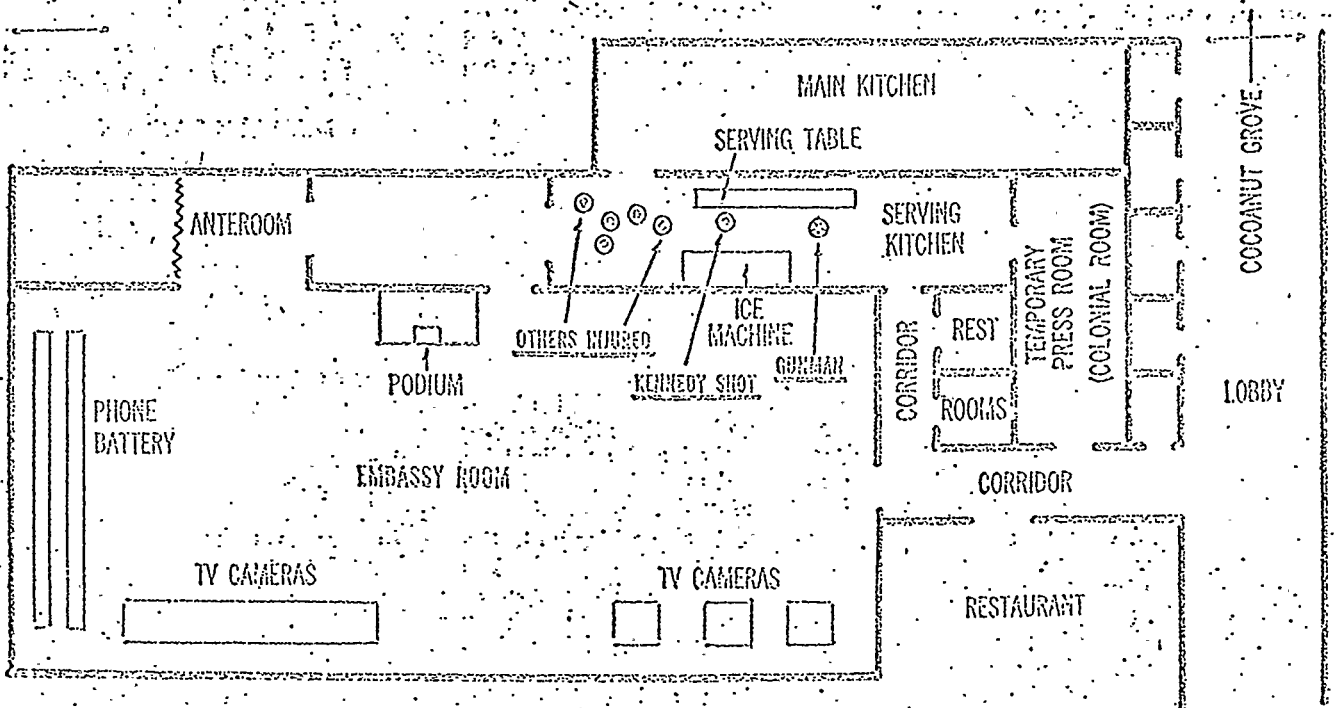 MAIN KITCHEN
SERVING TABLE
COCOANUT GROVE
ANTEROOM
SERVING
KITCHEN
TEMPORARY
PRESS ROOM
(COLONIAL ROOM)
OTHERS INJURED
ICE
MACHINE
KENNEDY SHOT
GUNMAN
PODIUM
CORRIDOR
REST
ROOMS
LOBBY
PHONE
BATTERY
EMBASSY ROOM
CORRIDOR
TV CAMERAS
TV CAMERAS
RESTAURANT